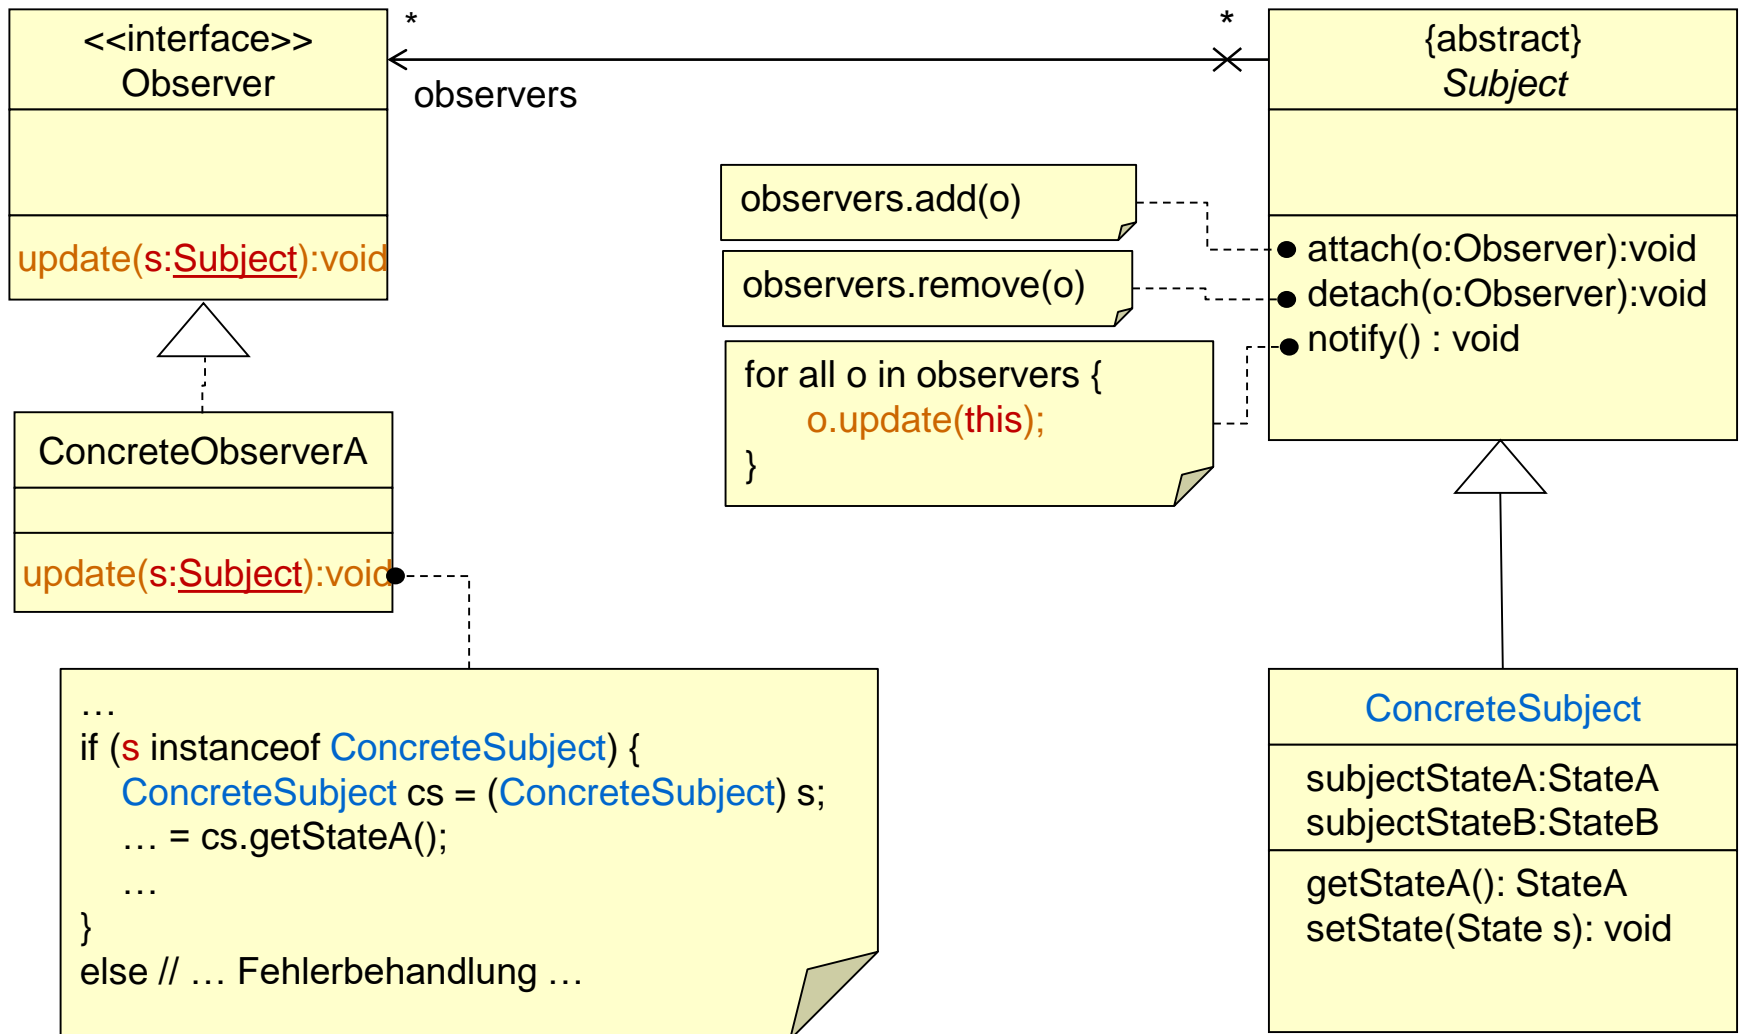 <<interface>>
Observer
update(s:Subject):void
*
*
observers
{abstract}
Subject
attach(o:Observer):void
detach(o:Observer):void
notify() : void
observers.add(o)
observers.remove(o)
for all o in observers {
o.update(this);
}
ConcreteObserverA
update(s:Subject):void
…
if (s instanceof ConcreteSubject) {
ConcreteSubject cs = (ConcreteSubject) s;
… = cs.getStateA();
…
}
else // … Fehlerbehandlung …
ConcreteSubject
subjectStateA:StateA
subjectStateB:StateB
getStateA(): StateA
setState(State s): void